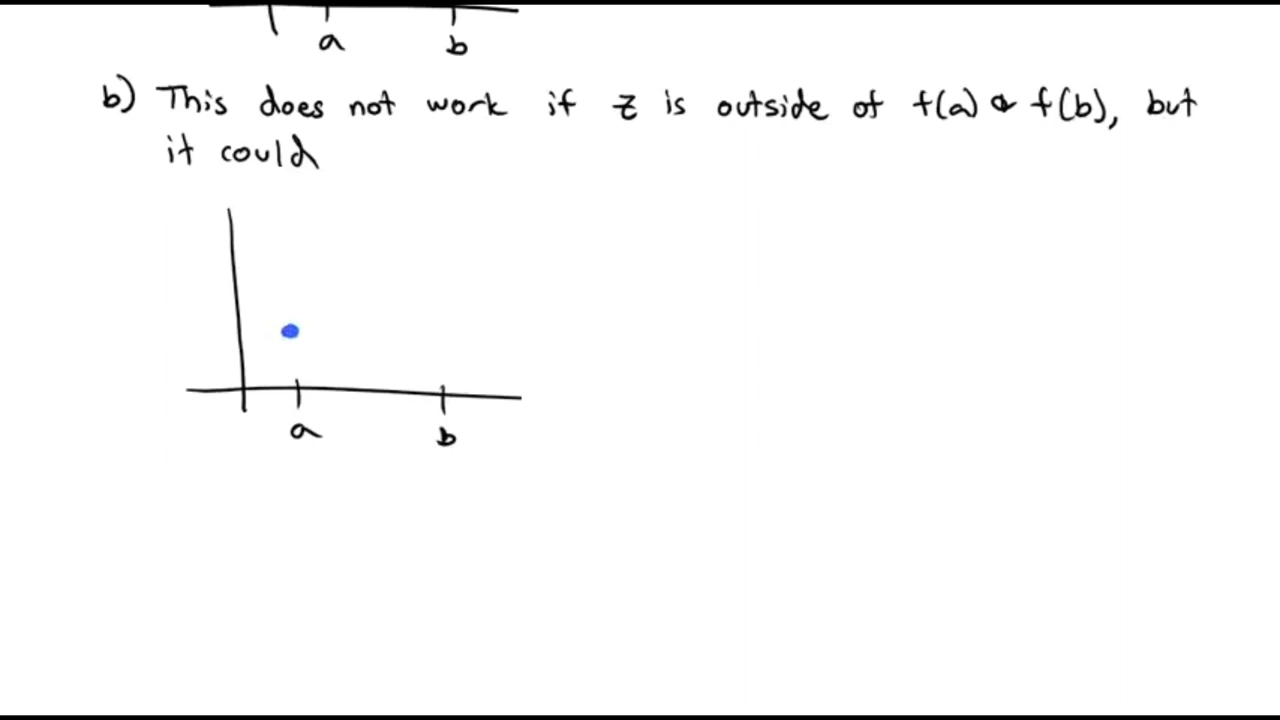 a b
b) This does not work if z is outside of f(a) & f(b), but
it could
a b